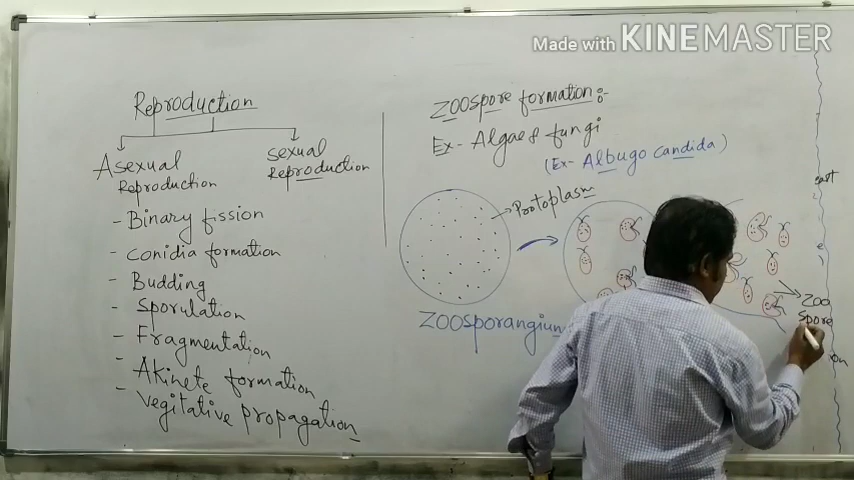 Made with KINEMASTER
Reproduction
Asexual
Reproduction
sexual
Reproduction
- Binary fission
- conidia formation
- Budding
- Sporulation
- Fragmentation
- Akinete formation
- Vegitative propagation
Zoospore formation:-
Ex- Algae & fungi
(Ex- Albugo candida)
Protoplasm
Zoosporangium
Zoo
spore